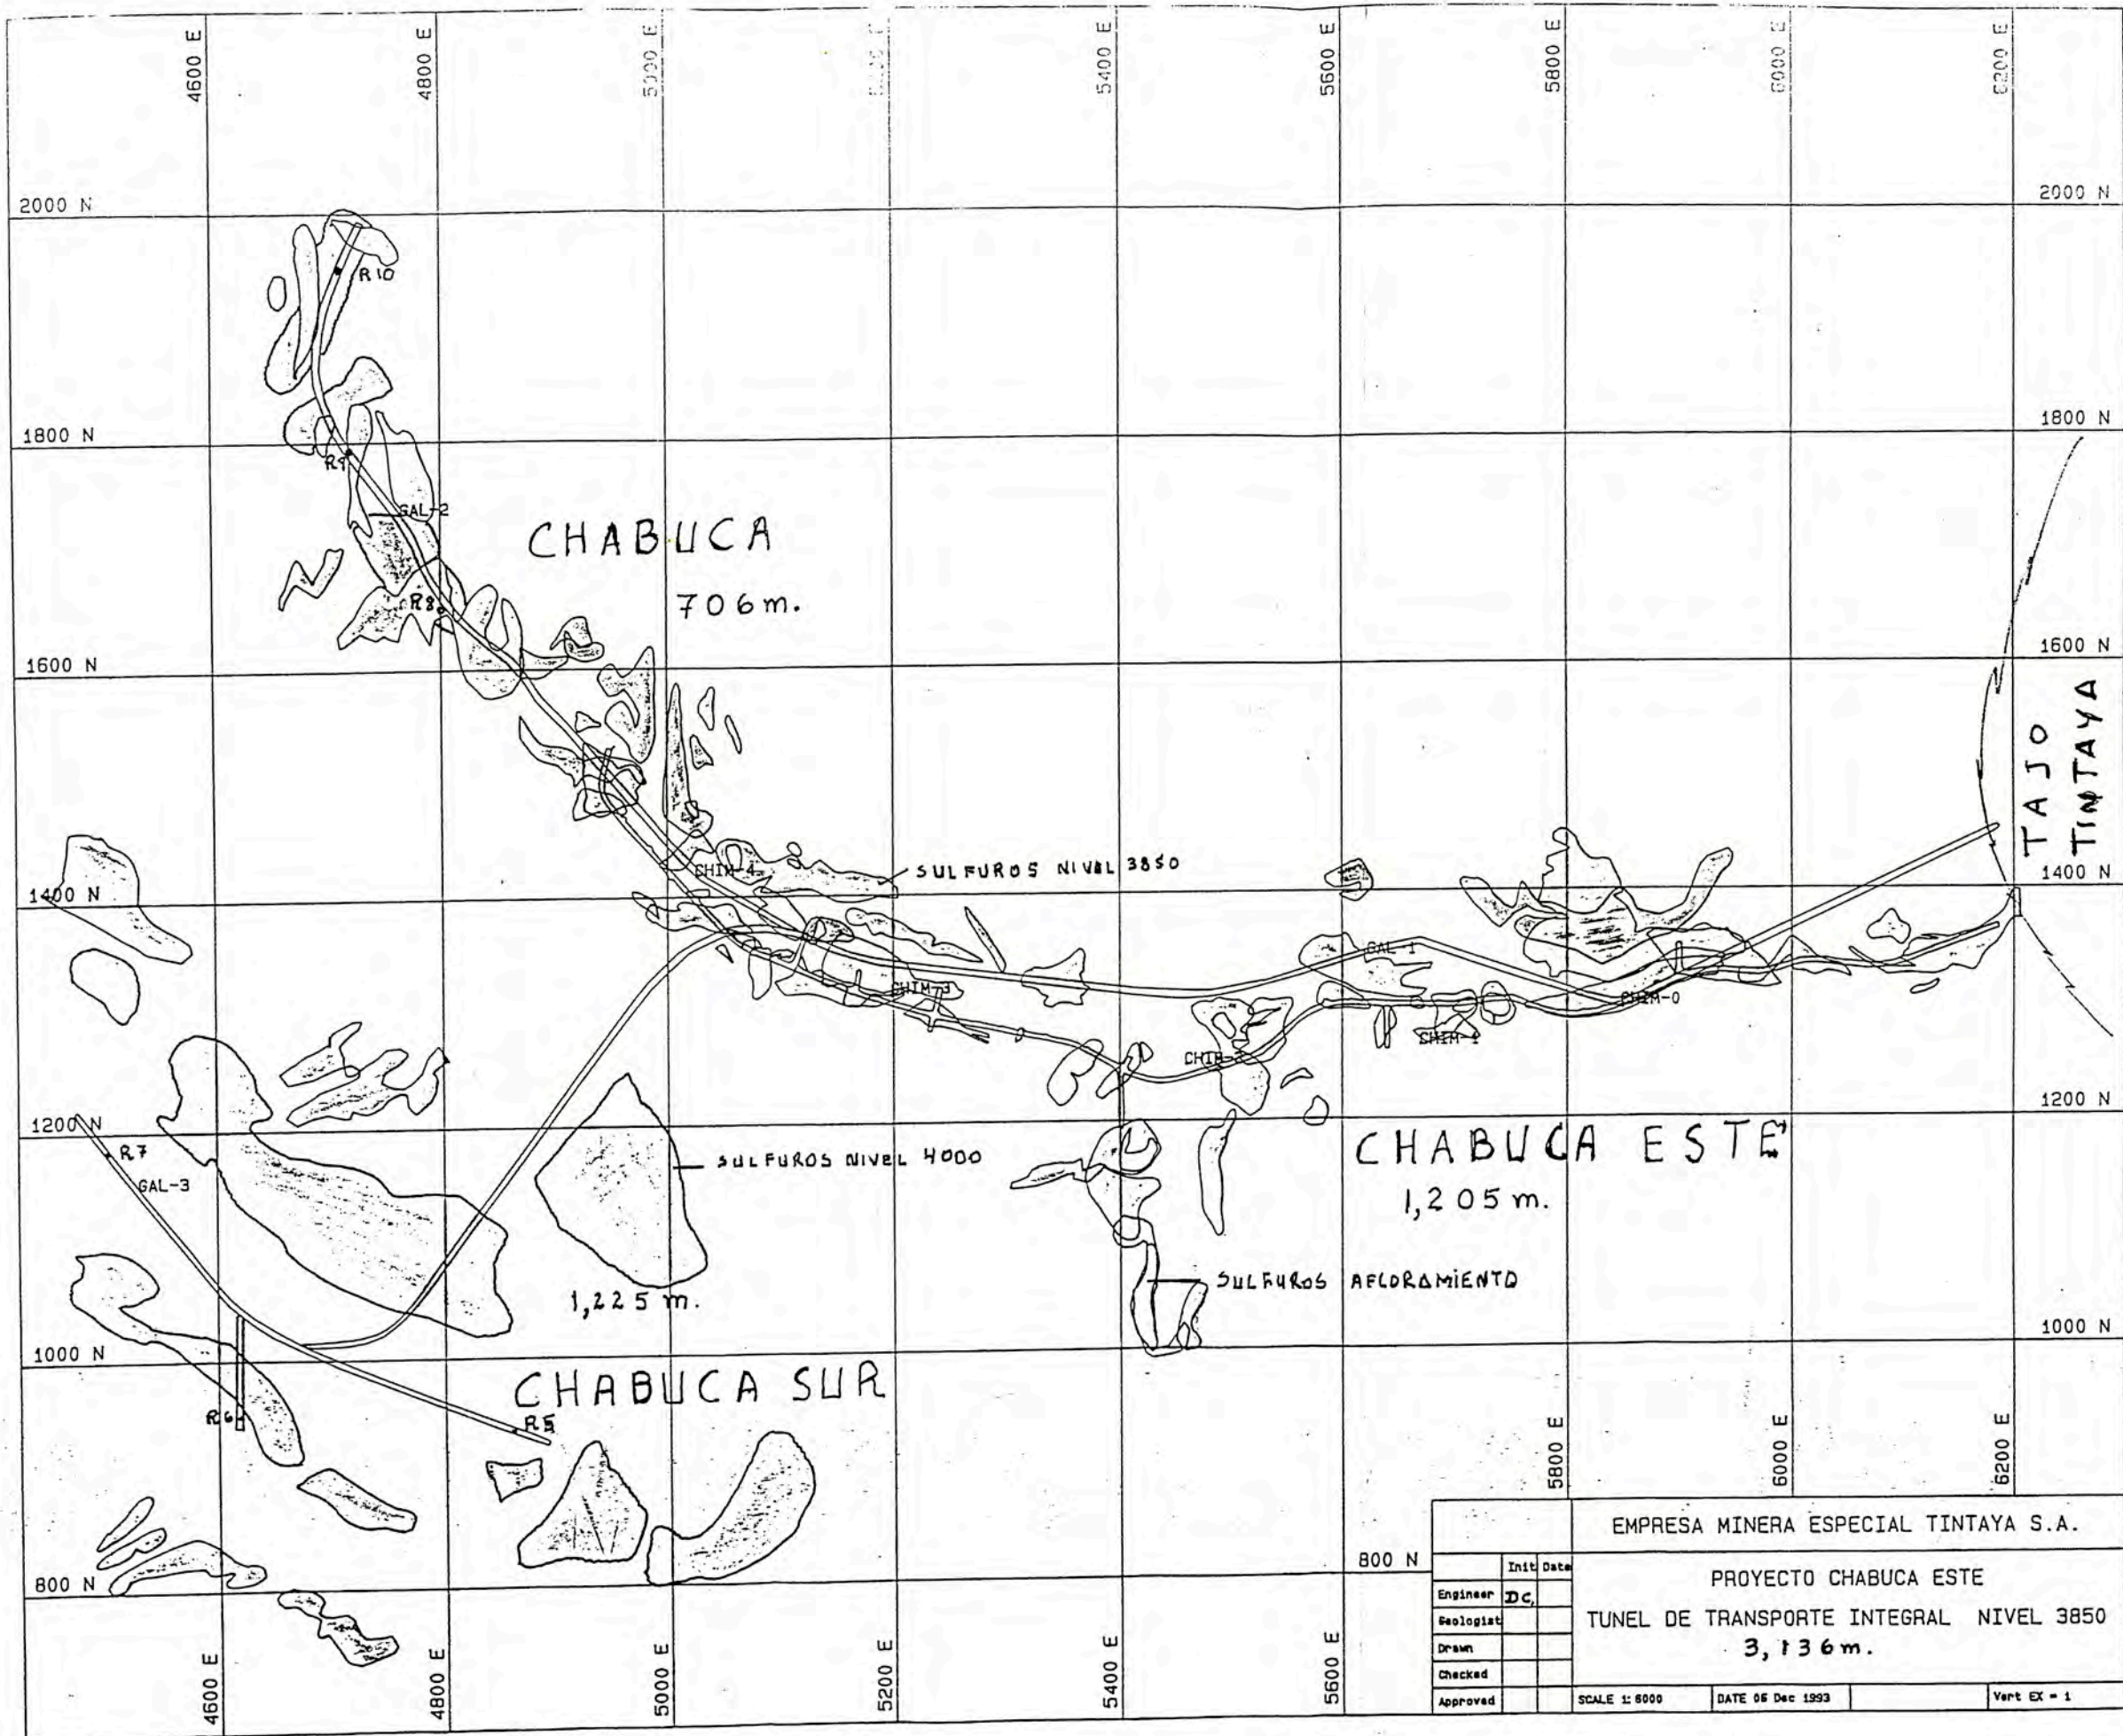 4600 E
4800 E
5000 E
5400 E
5600 E
5800 E
6000 E
6200 E
2000 N
2000 N
R10
1800 N
1800 N
R9
GAL-2
CHABUCA
706 m.
R8
1600 N
1600 N
TAJO
TINTAYA
CHIM-4
SULFUROS NIVEL 3850
1400 N
1400 N
GAL-1
CHIM-3
CHIM-0
CHIM-1
CHIM-2
1200 N
1200 N
R7
GAL-3
SULFUROS NIVEL 4000
CHABUCA ESTE
1,205 m.
SULFUROS AFLORAMIENTO
1,225 m.
1000 N
1000 N
CHABUCA SUR
R6
R5
800 N
800 N
4600 E
4800 E
5000 E
5200 E
5400 E
5600 E
5800 E
6000 E
6200 E
EMPRESA MINERA ESPECIAL TINTAYA S.A.
Init Date
Engineer DC,
Geologist
Drawn
Checked
Approved
PROYECTO CHABUCA ESTE
TUNEL DE TRANSPORTE INTEGRAL NIVEL 3850
3,136 m.
SCALE 1: 6000
DATE 06 Dec 1993
Vert EX = 1